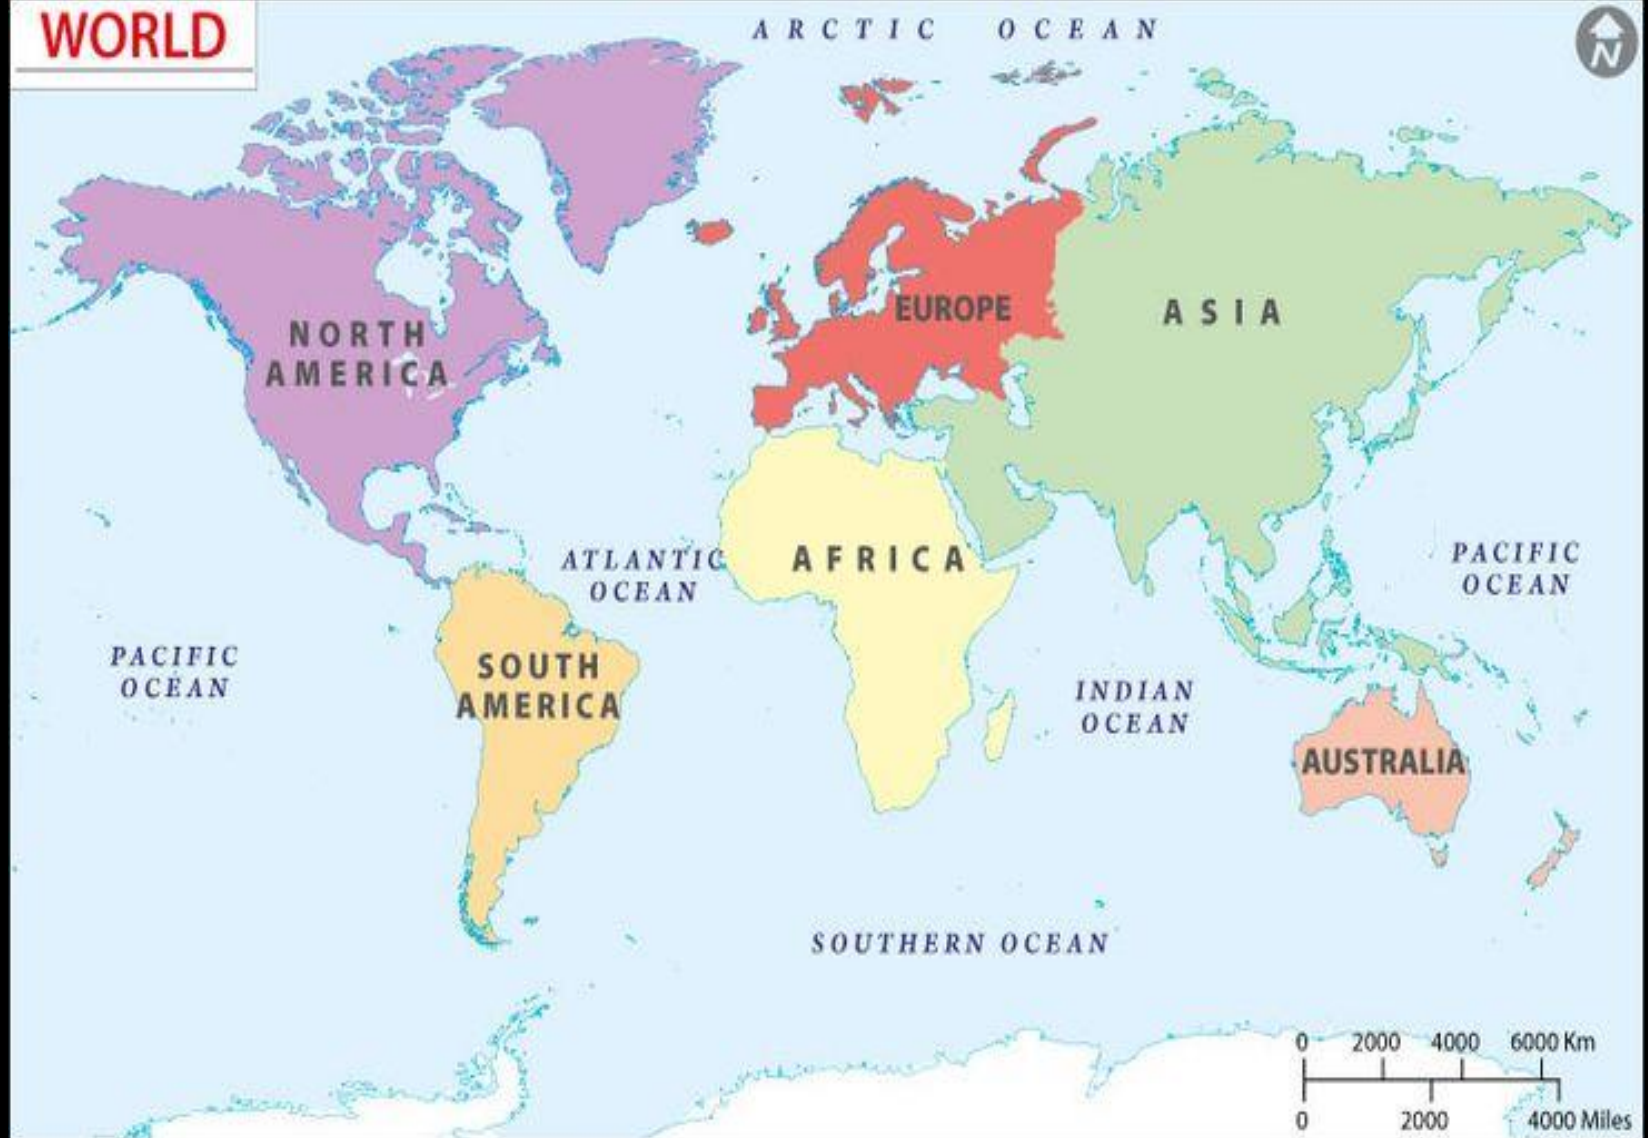 WORLD
ARCTIC OCEAN
N
NORTH
AMERICA
EUROPE
ASIA
ATLANTIC
OCEAN
AFRICA
PACIFIC
OCEAN
PACIFIC
OCEAN
SOUTH
AMERICA
INDIAN
OCEAN
AUSTRALIA
SOUTHERN OCEAN
0 2000 4000 6000 Km
0 2000 4000 Miles